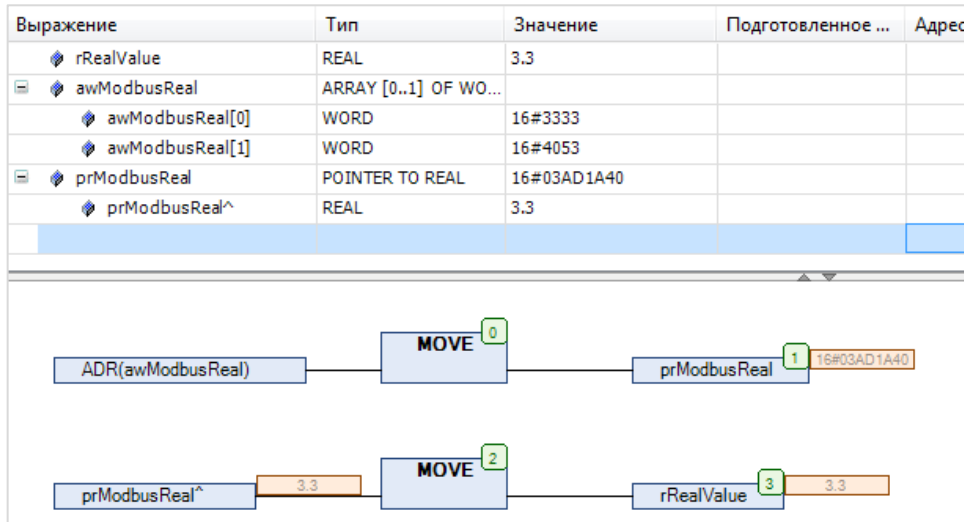 Выражение Тип Значение Подготовленное ... Адрес
rRealValue REAL 3.3
awModbusReal ARRAY [0..1] OF WO...
awModbusReal[0] WORD 16#3333
awModbusReal[1] WORD 16#4053
prModbusReal POINTER TO REAL 16#03AD1A40
prModbusReal^ REAL 3.3
MOVE 0
ADR(awModbusReal) prModbusReal 1 16#03AD1A40
MOVE 2
prModbusReal^ 3.3 rRealValue 3 3.3